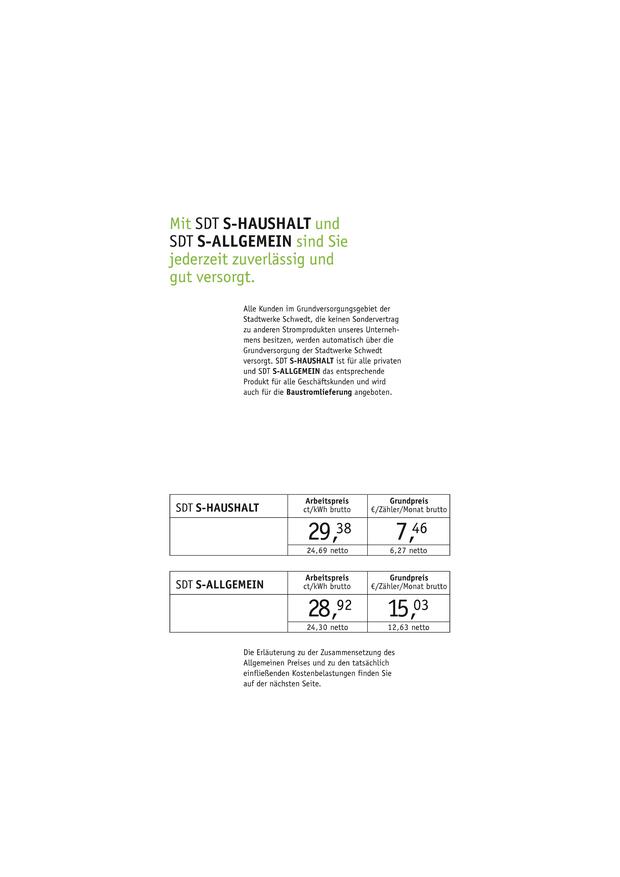 Mit SDT S-HAUSHALT und
SDT S-ALLGEMEIN sind Sie
jederzeit zuverlässig und
gut versorgt.
Alle Kunden im Grundversorgungsgebiet der
Stadtwerke Schwedt, die keinen Sondervertrag
zu anderen Stromprodukten unseres Unterneh-
mens besitzen, werden automatisch über die
Grundversorgung der Stadtwerke Schwedt
versorgt. SDT S-HAUSHALT ist für alle privaten
und SDT S-ALLGEMEIN das entsprechende
Produkt für alle Geschäftskunden und wird
auch für die Baustromlieferung angeboten.
SDT S-HAUSHALT
Arbeitspreis
ct/kWh brutto
Grundpreis
€/Zähler/Monat brutto
29,38
7,46
24,69 netto
6,27 netto
SDT S-ALLGEMEIN
Arbeitspreis
ct/kWh brutto
Grundpreis
€/Zähler/Monat brutto
28,92
15,03
24,30 netto
12,63 netto
Die Erläuterung zu der Zusammensetzung des
Allgemeinen Preises und zu den tatsächlich
einfließenden Kostenbelastungen finden Sie
auf der nächsten Seite.